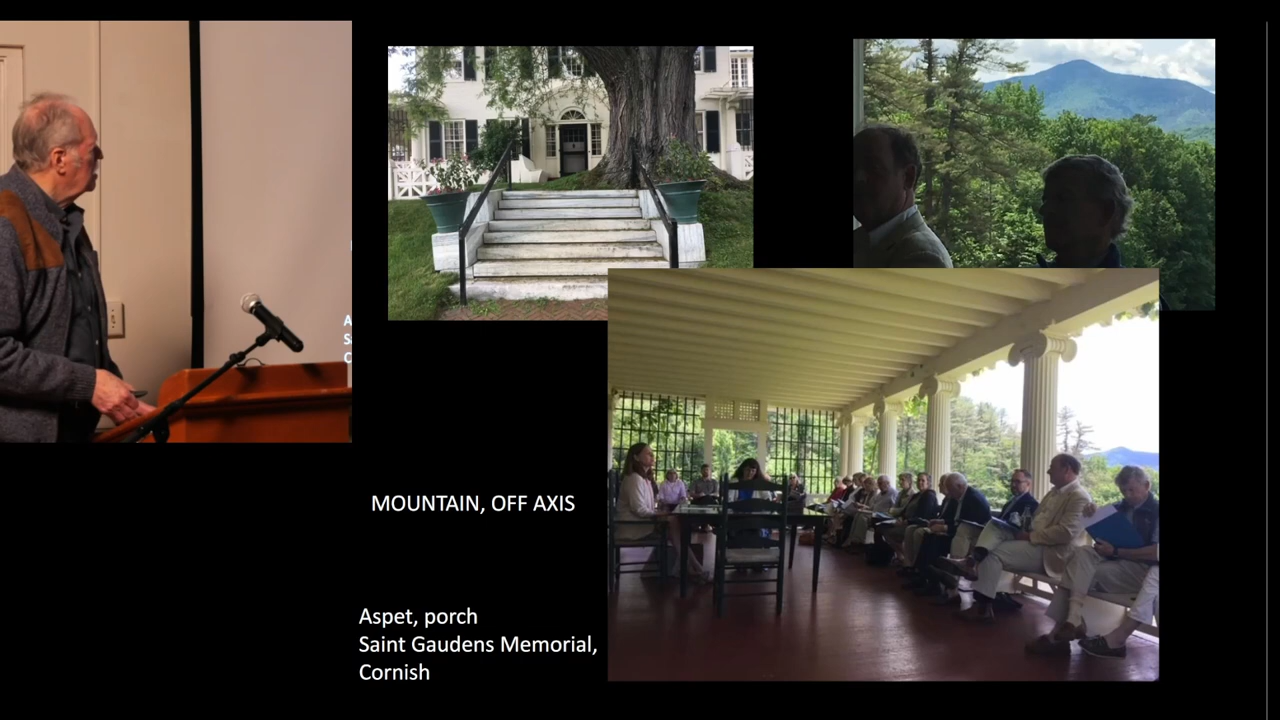 MOUNTAIN, OFF AXIS
Aspet, porch
Saint Gaudens Memorial,
Cornish